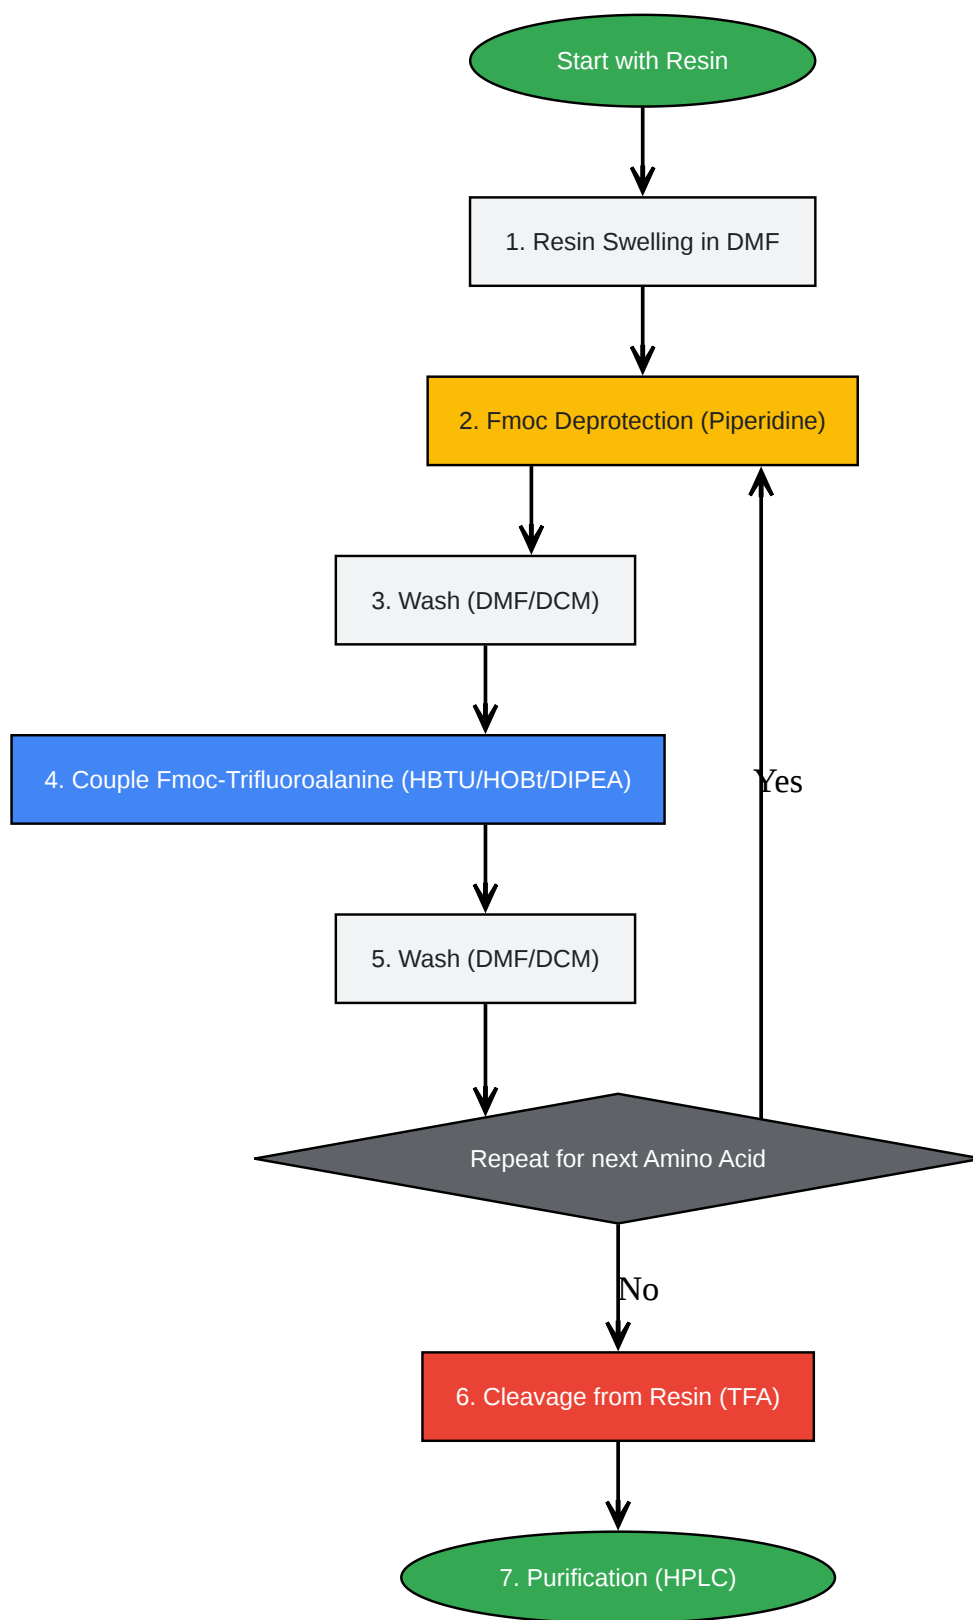 Start with Resin
1. Resin Swelling in DMF
2. Fmoc Deprotection (Piperidine)
3. Wash (DMF/DCM)
4. Couple Fmoc-Trifluoroalanine (HBTU/HOBt/DIPEA)
Yes
5. Wash (DMF/DCM)
Repeat for next Amino Acid
No
6. Cleavage from Resin (TFA)
7. Purification (HPLC)